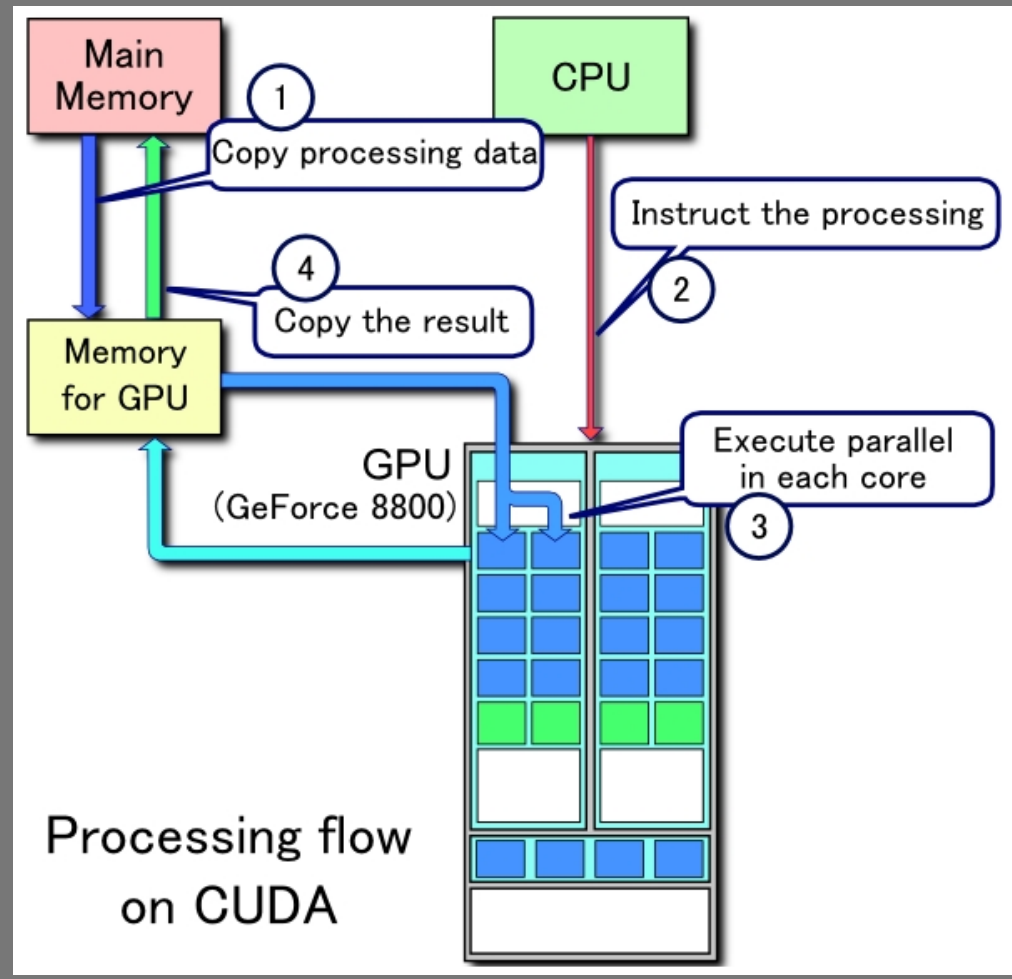 Main
Memory
CPU
1
Copy processing data
Instruct the processing
2
4
Copy the result
Memory
for GPU
GPU
(GeForce 8800)
Execute parallel
in each core
3
Processing flow
on CUDA